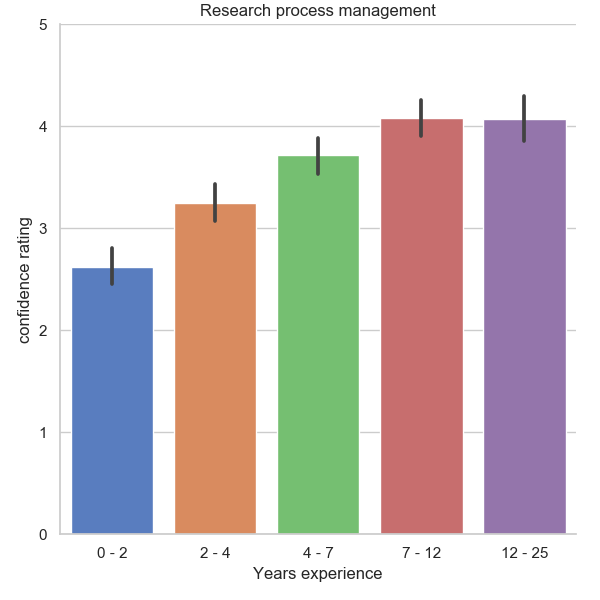 Research process management
5
4
3
2
1
0
confidence rating
0 - 2
2 - 4
4 - 7
7 - 12
12 - 25
Years experience